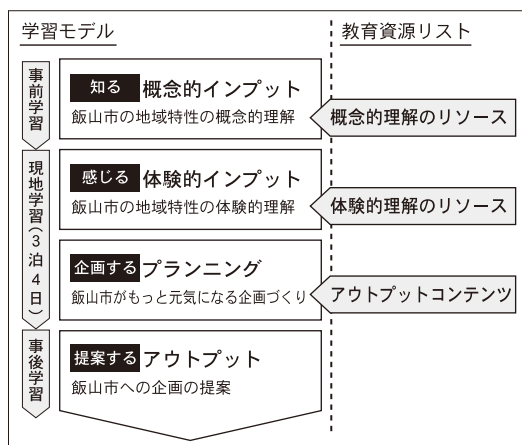 学習モデル
教育資源リスト
事前学習
知る 概念的インプット
飯山市の地域特性の概念的理解
概念的理解のリソース
現地学習(3泊4日)
感じる 体験的インプット
飯山市の地域特性の体験的理解
体験的理解のリソース
企画する プランニング
飯山市がもっと元気になる企画づくり
アウトプットコンテンツ
事後学習
提案する アウトプット
飯山市への企画の提案